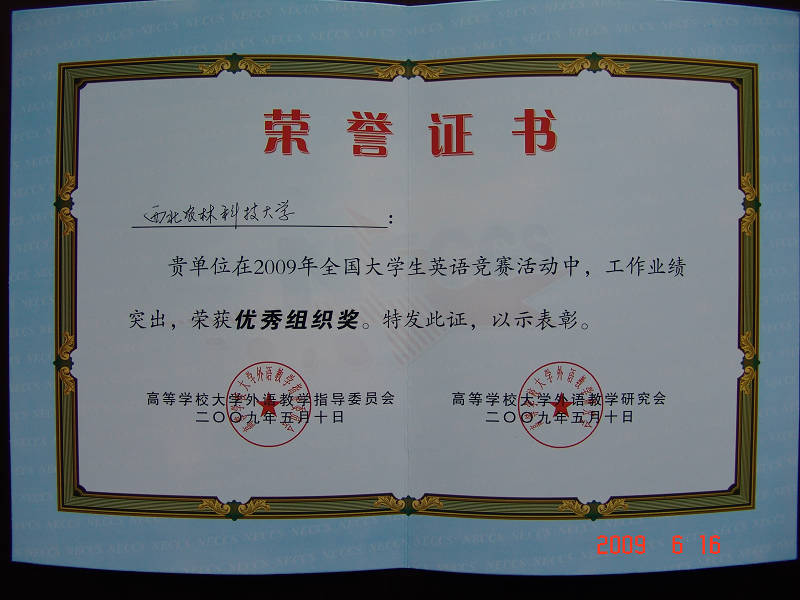 荣誉证书
西北农林科技大学：
贵单位在2009年全国大学生英语竞赛活动中，工作业绩
突出，荣获优秀组织奖。特发此证，以示表彰。
高等学校大学外语教学指导委员会
二〇〇九年五月十日
高等学校大学外语教学研究会
二〇〇九年五月十日
2009 6 16